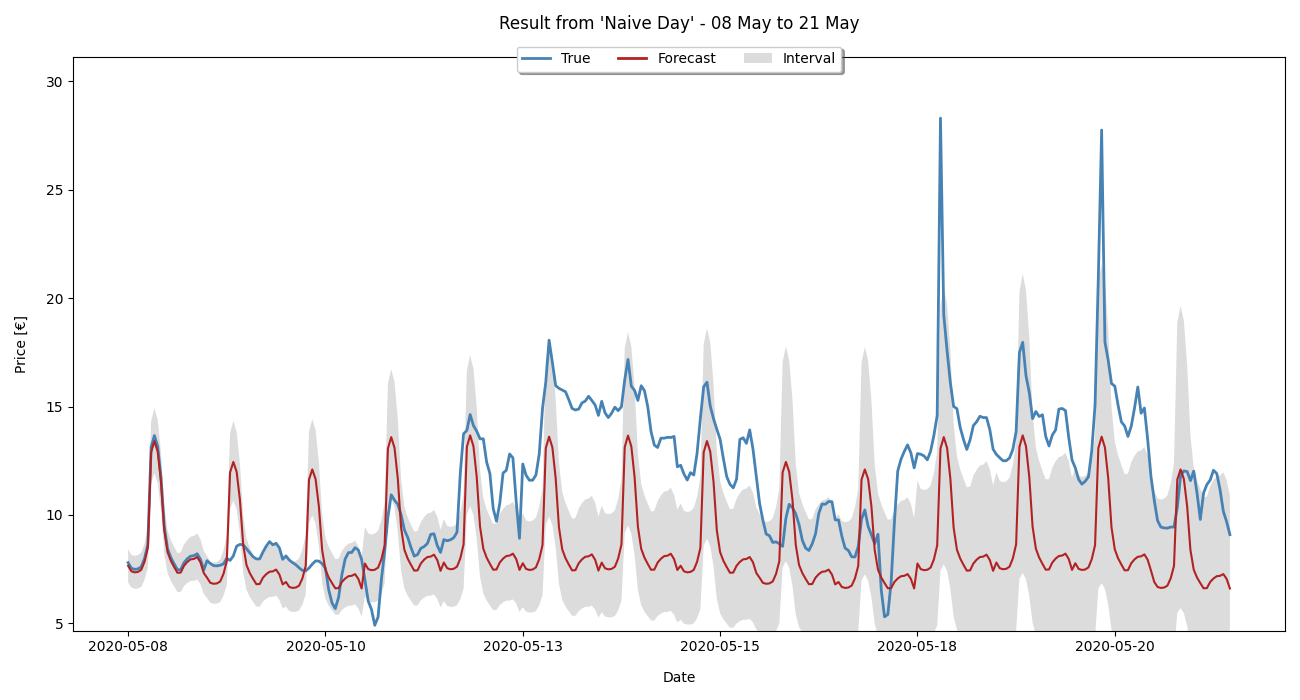 Result from 'Naive Day' - 08 May to 21 May
True
Forecast
Interval
Price [€]
30
25
20
15
10
5
2020-05-08
2020-05-10
2020-05-13
2020-05-15
2020-05-18
2020-05-20
Date